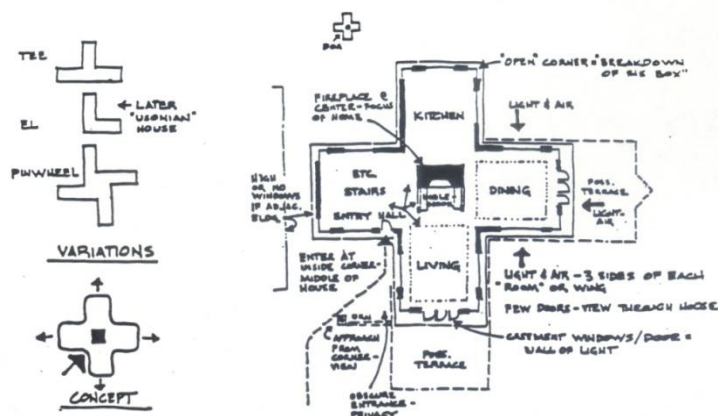 TEE
EL
← LATER
"USONIAN"
HOUSE
PINWHEEL
VARIATIONS
CONCEPT
"OPEN" CORNER = "BREAKDOWN
OF THE BOX"
FIREPLACE @
CENTER-FOCUS
OF HOME
KITCHEN
LIGHT & AIR
HIGH
OR NO
WINDOWS
IF ADJAC.
BLDG.
ETC.
STAIRS
ENTRY HALL
DINING
POSS.
TERRACE
LIGHT-
AIR
LIVING
ENTER AT
INSIDE CORNER-
MIDDLE OF
HOUSE
LIGHT & AIR - 3 SIDES OF EACH
"ROOM" OR WING
FEW DOORS - VIEW THROUGH HOUSE
CASEMENT WINDOWS/DOOR =
WALL OF LIGHT
APPROACH
FROM
CORNER-
VIEW
POSS.
TERRACE
OBSCURE
ENTRANCE-
PRIVACY